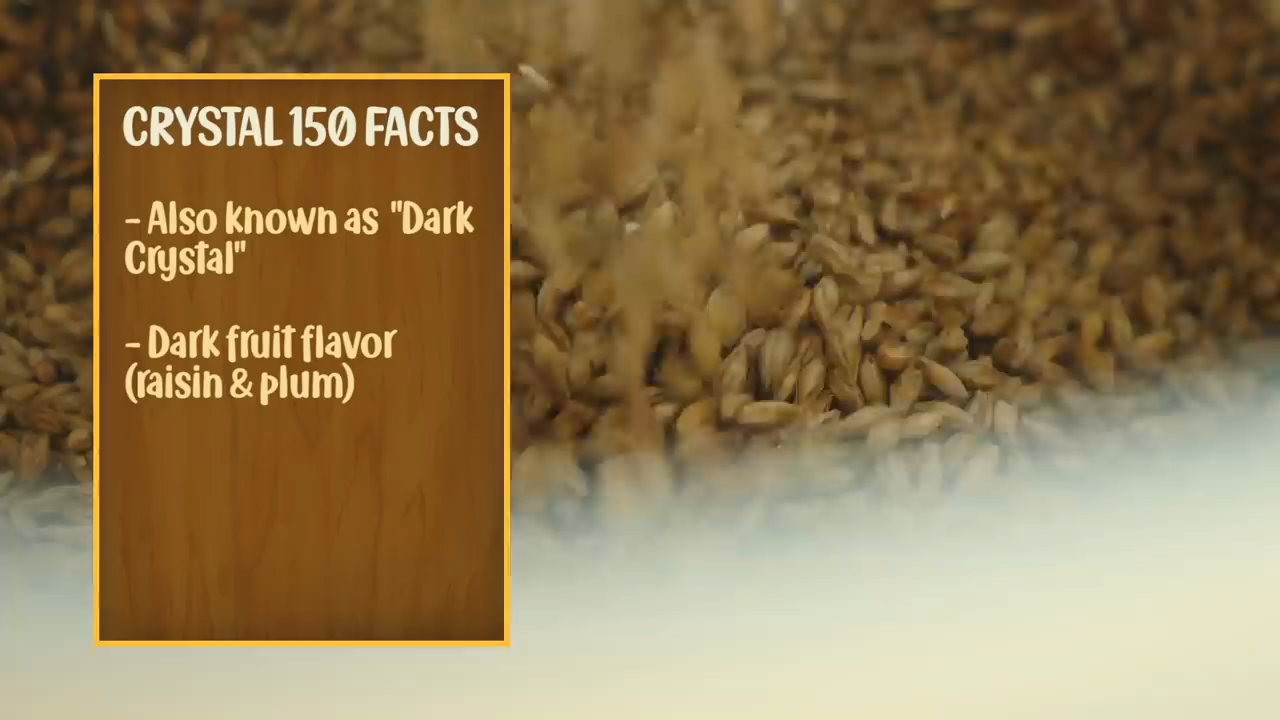 CRYSTAL 150 FACTS
- Also known as "Dark
Crystal"
- Dark fruit flavor
(raisin & plum)